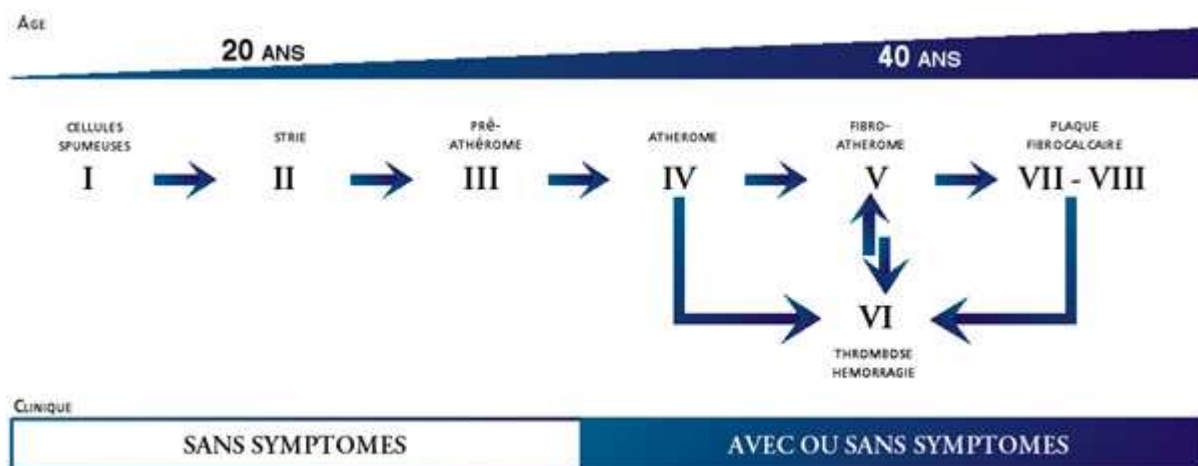 AGE
20 ANS
40 ANS
CELLULES
SPUMEUSES
I
STRIE
II
PRÉ-
ATHÉROME
III
ATHEROME
IV
FIBRO-
ATHEROME
V
PLAQUE
FIBROCALCAIRE
VII - VIII
VI
THROMBOSE
HEMORRAGIE
CLINIQUE
SANS SYMPTOMES
AVEC OU SANS SYMPTOMES